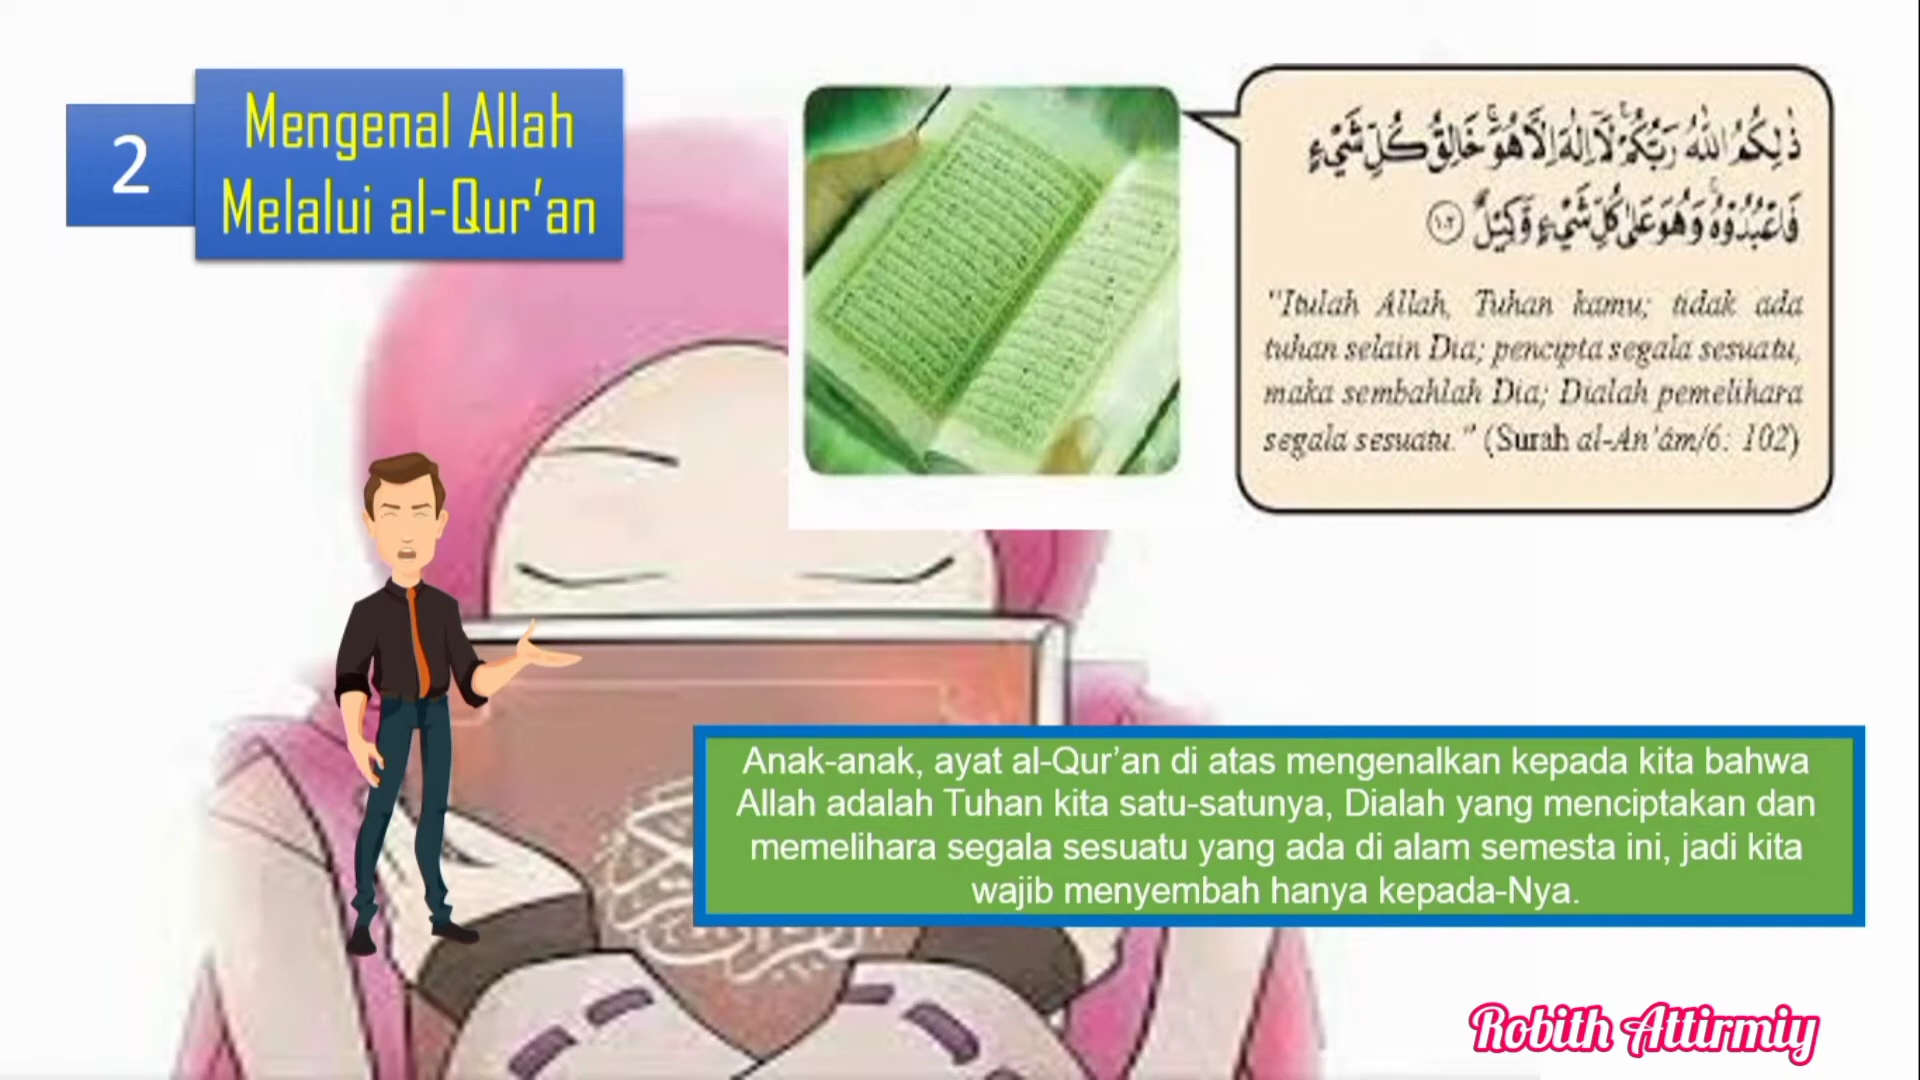 2
Mengenal Allah
Melalui al-Qur’an
ذٰلِكُمُ اللّٰهُ رَبُّكُمْۚ لَآ اِلٰهَ اِلَّا هُوَۚ خَالِقُ كُلِّ شَيْءٍ
فَاعْبُدُوْهُۚ وَهُوَ عَلٰى كُلِّ شَيْءٍ وَّكِيْلٌ ١٠٢
"Itulah Allah, Tuhan kamu; tidak ada
tuhan selain Dia; pencipta segala sesuatu,
maka sembahlah Dia; Dialah pemelihara
segala sesuatu." (Surah al-An’âm/6: 102)
Anak-anak, ayat al-Qur’an di atas mengenalkan kepada kita bahwa
Allah adalah Tuhan kita satu-satunya, Dialah yang menciptakan dan
memelihara segala sesuatu yang ada di alam semesta ini, jadi kita
wajib menyembah hanya kepada-Nya.
Robith Attirmiy